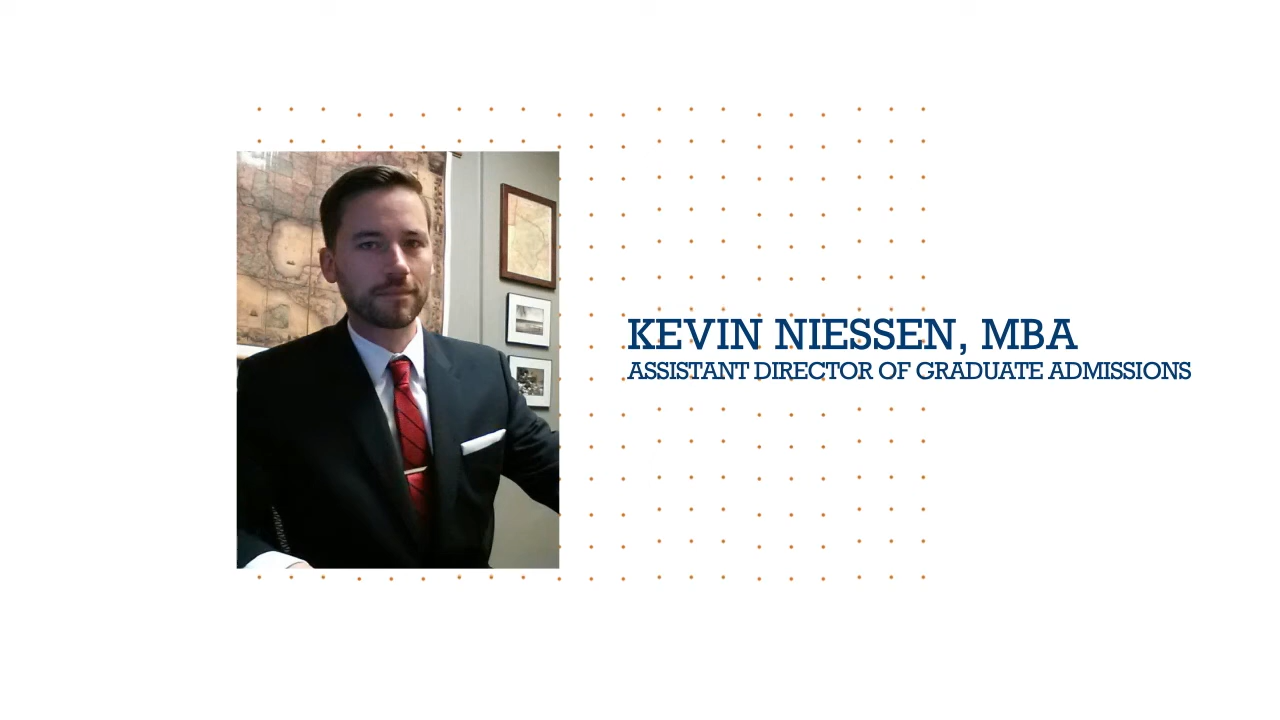 KEVIN NIESSEN, MBA
ASSISTANT DIRECTOR OF GRADUATE ADMISSIONS